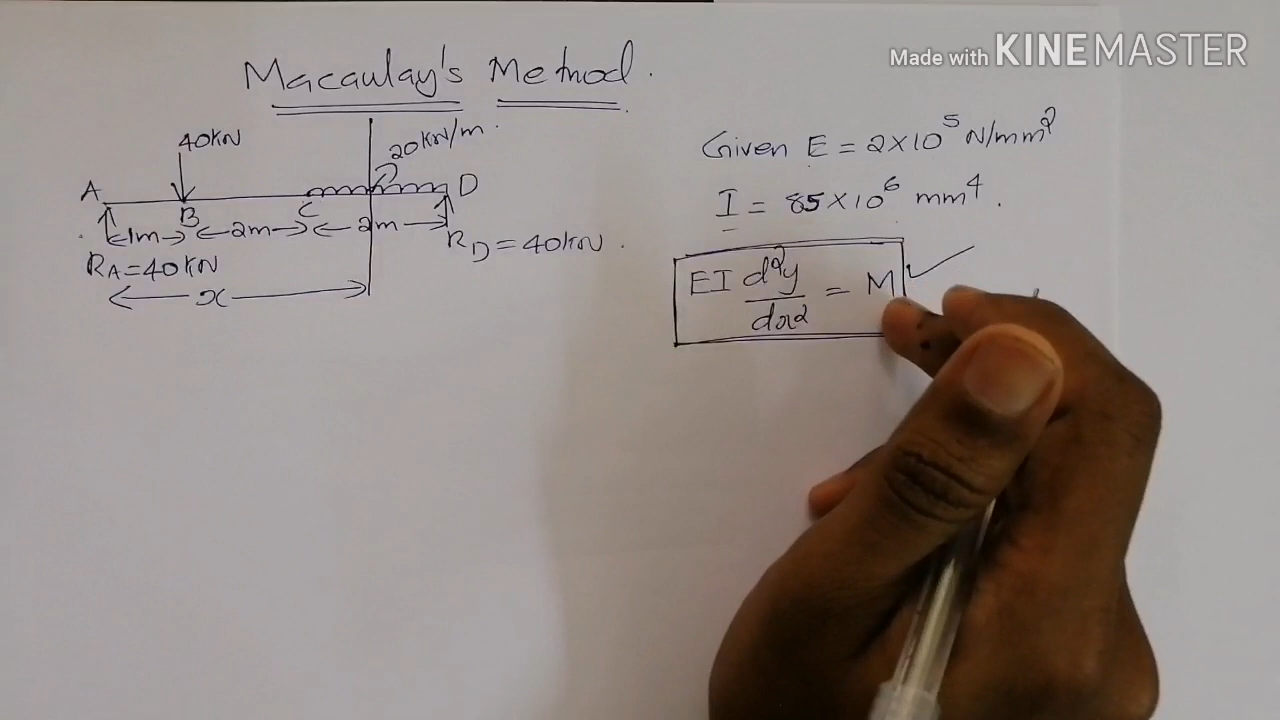 Made with KINEMASTER
Macaulay's Method.
40KN
20KN/m.
A
B
C
D
1m
2m
2m
RA=40KN
RD=40KN.
x
Given E = 2×10⁵ N/mm²
I = 85×10⁶ mm⁴.
EI d²y/dx² = M